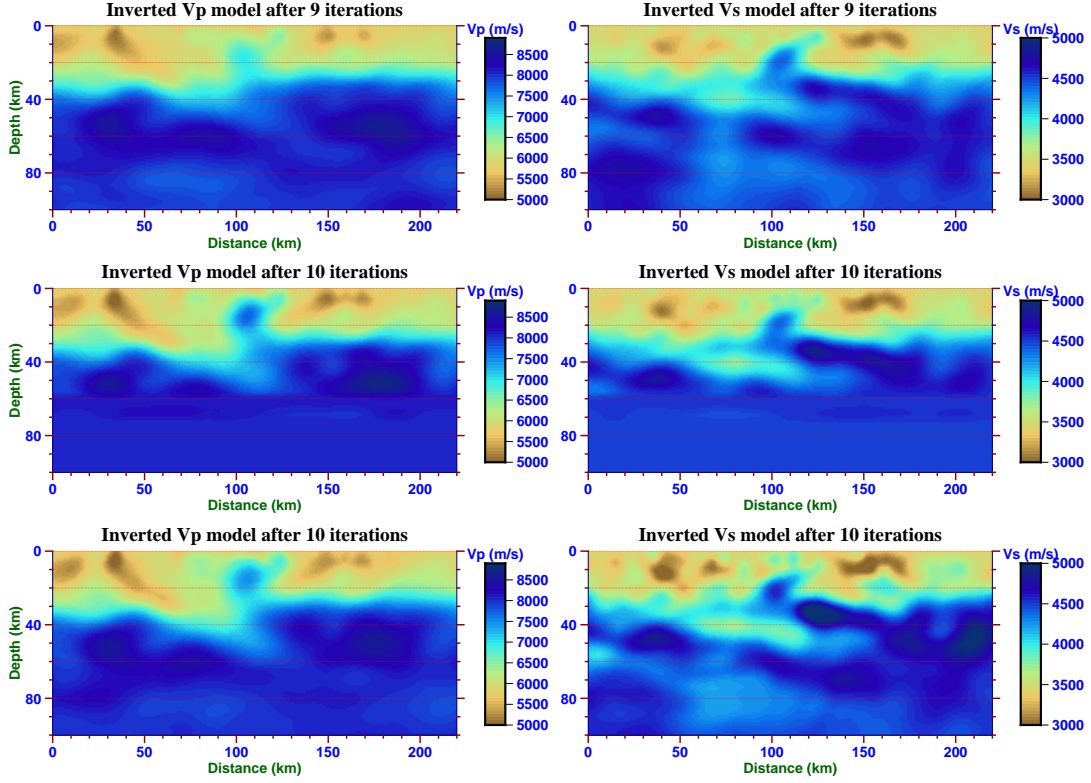 Inverted Vp model after 9 iterations
Inverted Vs model after 9 iterations
Vp (m/s)
Vs (m/s)
0
40
80
Depth (km)
0 50 100 150 200
Distance (km)
8500
8000
7500
7000
6500
6000
5500
5000
0
40
80
0 50 100 150 200
Distance (km)
5000
4500
4000
3500
3000
Inverted Vp model after 10 iterations
Inverted Vs model after 10 iterations
Vp (m/s)
Vs (m/s)
0
40
80
Depth (km)
0 50 100 150 200
Distance (km)
8500
8000
7500
7000
6500
6000
5500
5000
0
40
80
0 50 100 150 200
Distance (km)
5000
4500
4000
3500
3000
Inverted Vp model after 10 iterations
Inverted Vs model after 10 iterations
Vp (m/s)
Vs (m/s)
0
40
80
Depth (km)
0 50 100 150 200
Distance (km)
8500
8000
7500
7000
6500
6000
5500
5000
0
40
80
0 50 100 150 200
Distance (km)
5000
4500
4000
3500
3000